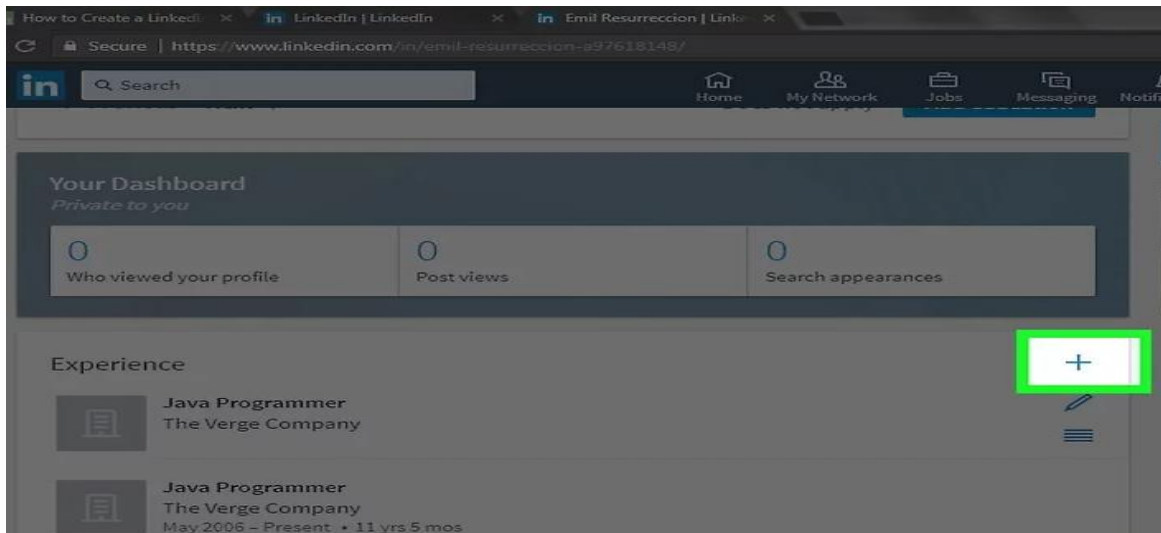 How to Create a Linkedi
in LinkedIn | LinkedIn
in Emil Resurreccion | Linke
Secure | https://www.linkedin.com/in/emil-resurreccion-a97618148/
in
Search
Home
My Network
Jobs
Messaging
Notifi
Your Dashboard
Private to you
0
Who viewed your profile
0
Post views
0
Search appearances
Experience
+
Java Programmer
The Verge Company
Java Programmer
The Verge Company
May 2006 – Present • 11 yrs 5 mos